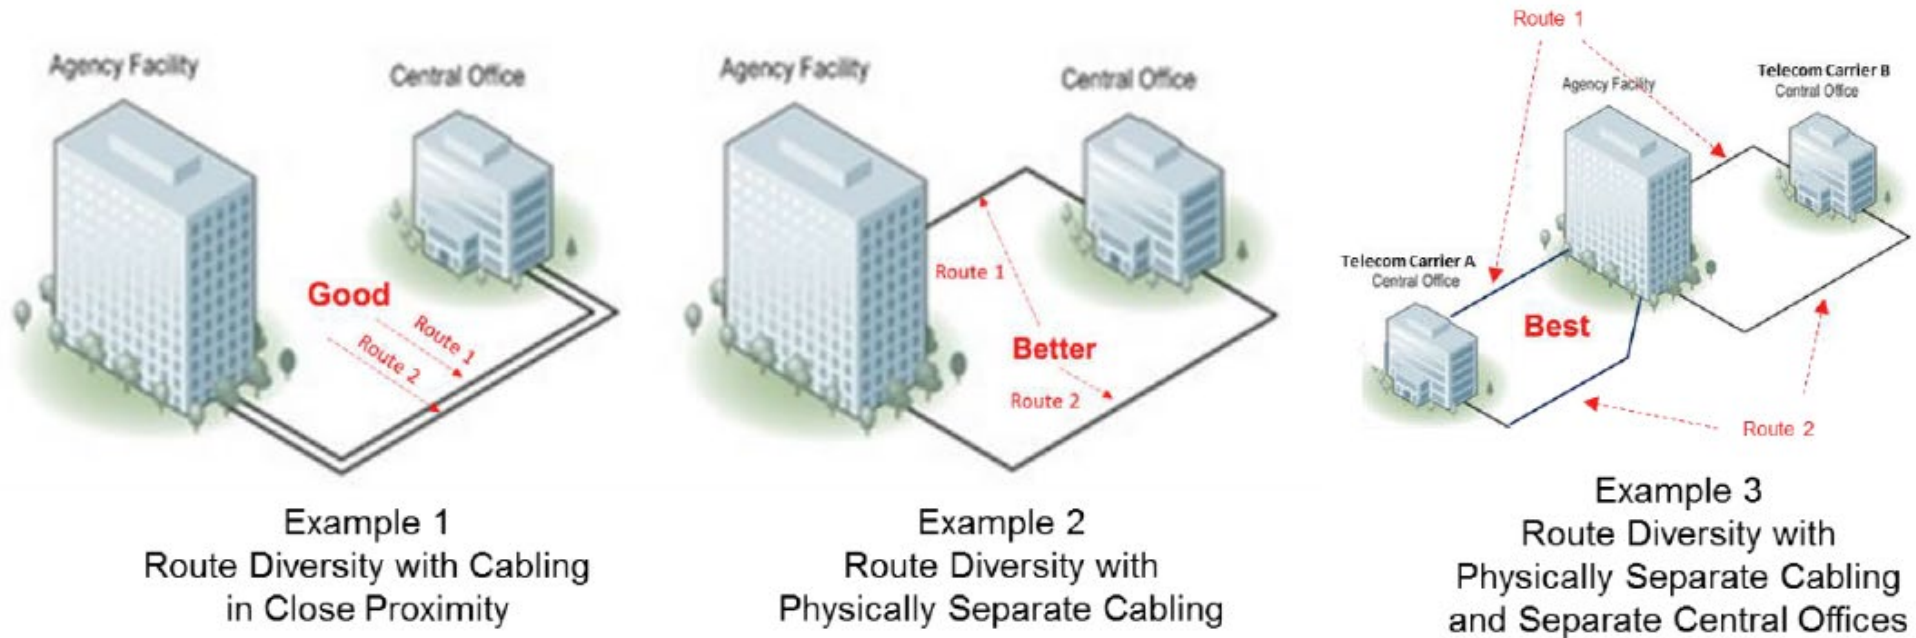 Agency Facility
Central Office
Good
Route 1
Route 2
Example 1
Route Diversity with Cabling
in Close Proximity
Agency Facility
Central Office
Route 1
Better
Route 2
Example 2
Route Diversity with
Physically Separate Cabling
Route 1
Agency Facility
Telecom Carrier B
Central Office
Telecom Carrier A
Central Office
Best
Route 2
Example 3
Route Diversity with
Physically Separate Cabling
and Separate Central Offices